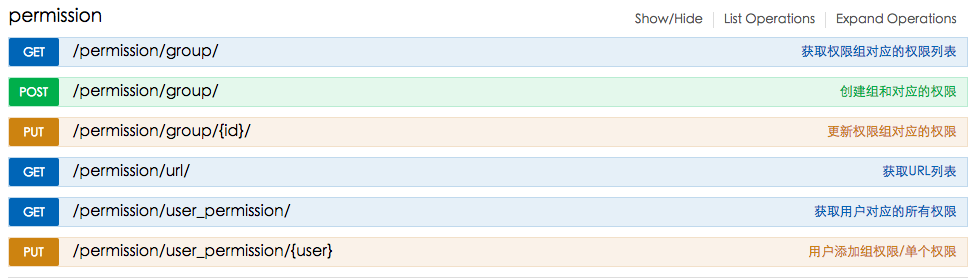 permission Show/Hide List Operations Expand Operations
GET /permission/group/ 获取权限组对应的权限列表
POST /permission/group/ 创建组和对应的权限
PUT /permission/group/{id}/ 更新权限组对应的权限
GET /permission/url/ 获取URL列表
GET /permission/user_permission/ 获取用户对应的所有权限
PUT /permission/user_permission/{user} 用户添加组权限/单个权限